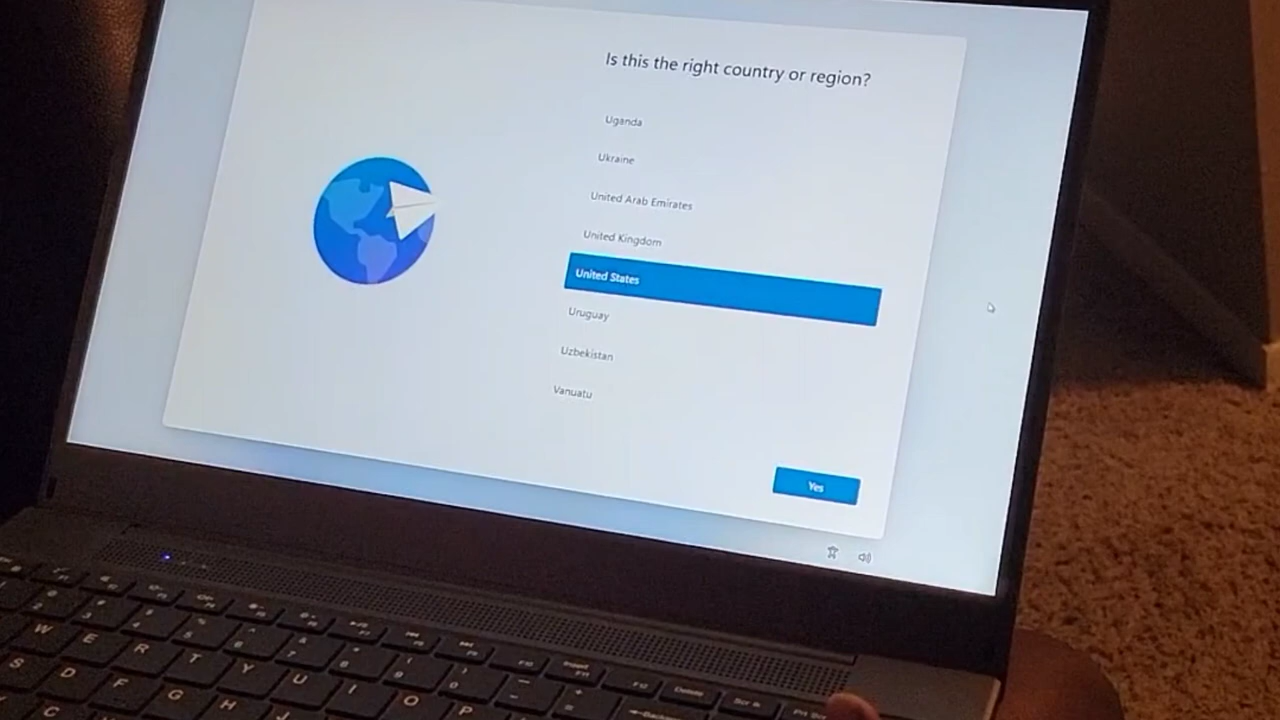 Is this the right country or region?
Uganda
Ukraine
United Arab Emirates
United Kingdom
United States
Uruguay
Uzbekistan
Vanuatu
Yes
W E R T Y U I O P
S D F G H J
C